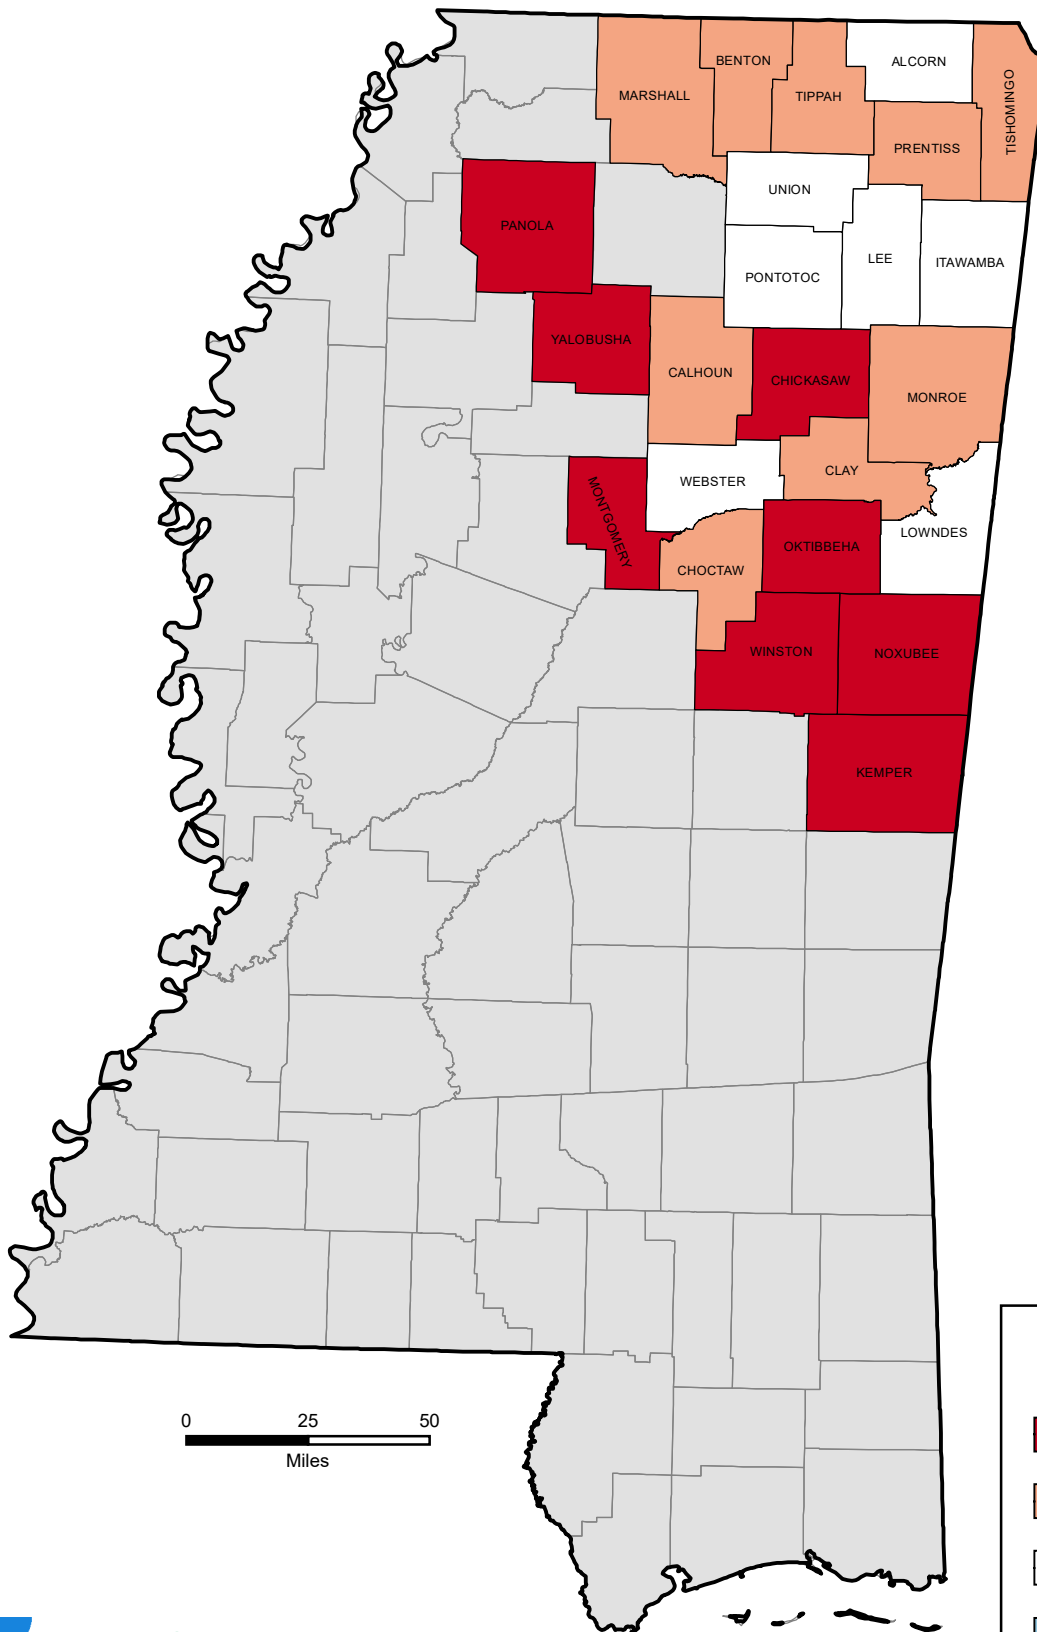 BENTON
ALCORN
MARSHALL
TIPPAH
TISHOMINGO
PRENTISS
UNION
PANOLA
LEE
ITAWAMBA
PONTOTOC
YALOBUSHA
CALHOUN
CHICKASAW
MONROE
CLAY
WEBSTER
MONTGOMERY
LOWNDES
OKTIBBEHA
CHOCTAW
WINSTON
NOXUBEE
KEMPER
0 25 50
Miles